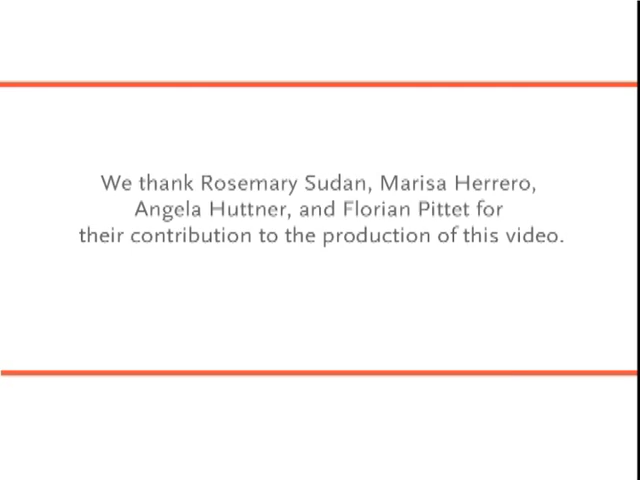 We thank Rosemary Sudan, Marisa Herrero,
Angela Huttner, and Florian Pittet for
their contribution to the production of this video.